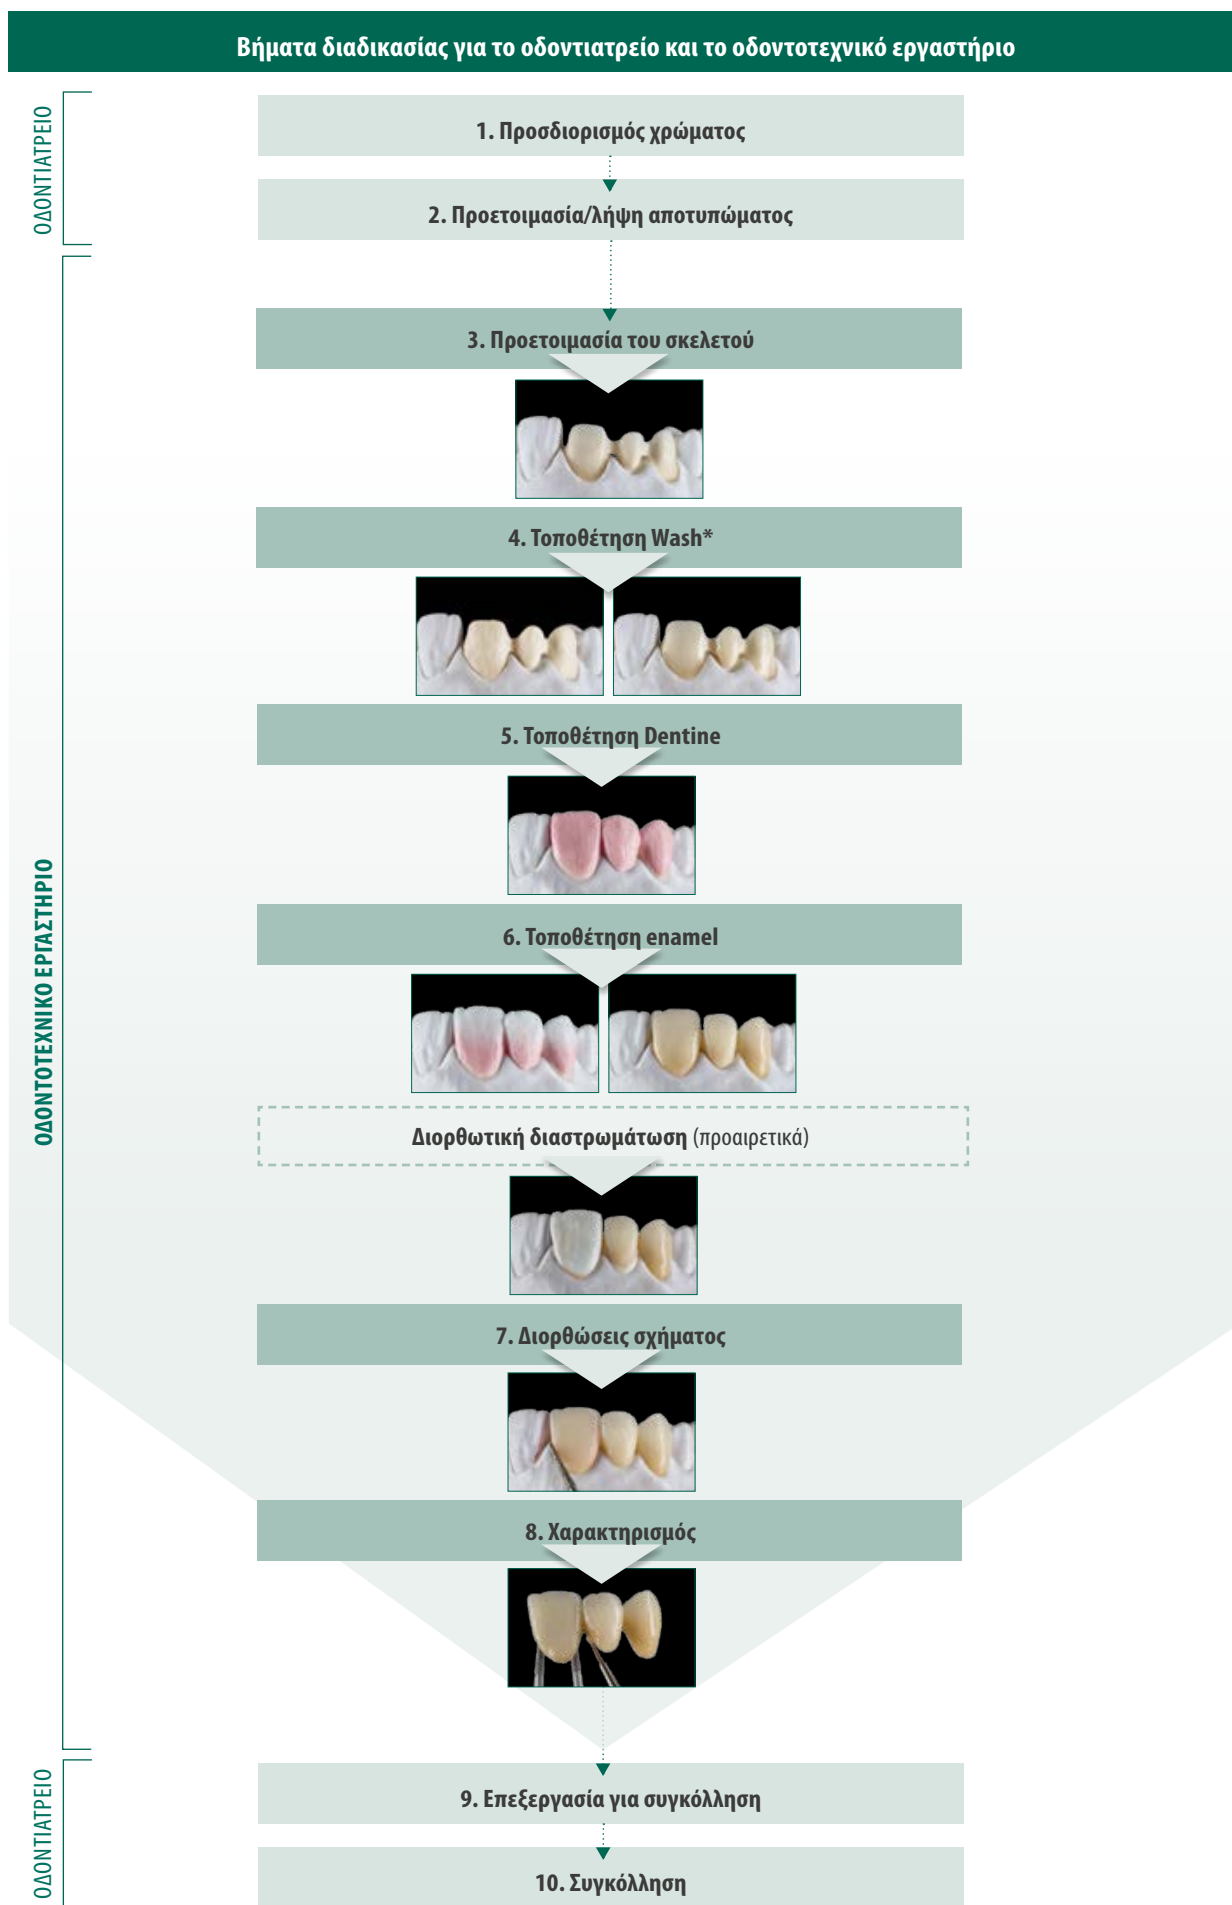 Βήματα διαδικασίας για το οδοντιατρείο και το οδοντοτεχνικό εργαστήριο
ΟΔΟΝΤΙΑΤΡΕΙΟ
1. Προσδιορισμός χρώματος
2. Προετοιμασία/λήψη αποτυπώματος
ΟΔΟΝΤΟΤΕΧΝΙΚΟ ΕΡΓΑΣΤΗΡΙΟ
3. Προετοιμασία του σκελετού
4. Τοποθέτηση Wash*
5. Τοποθέτηση Dentine
6. Τοποθέτηση enamel
Διορθωτική διαστρωμάτωση (προαιρετικά)
7. Διορθώσεις σχήματος
8. Χαρακτηρισμός
ΟΔΟΝΤΙΑΤΡΕΙΟ
9. Επεξεργασία για συγκόλληση
10. Συγκόλληση